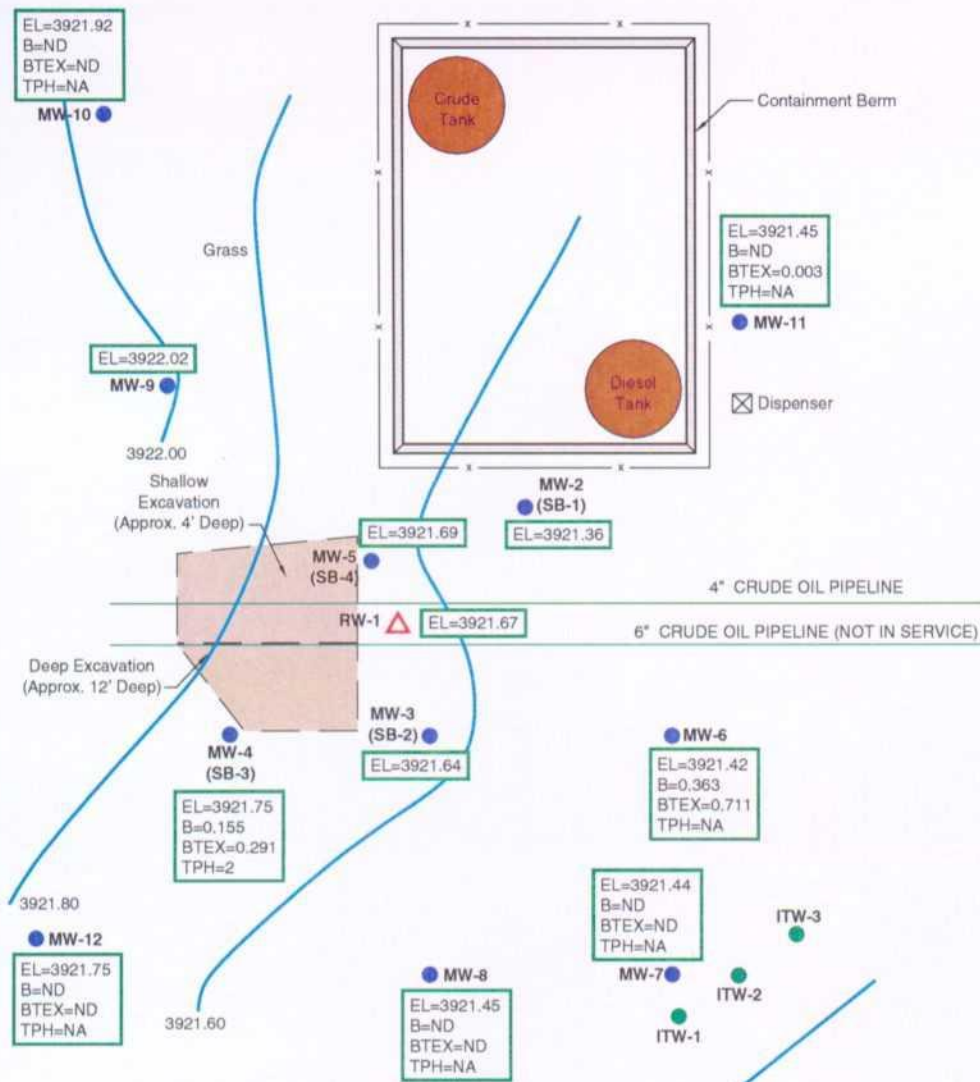 EL=3921.92
B=ND
BTEX=ND
TPH=NA
MW-10
Crude
Tank
Containment Berm
Grass
EL=3921.45
B=ND
BTEX=0.003
TPH=NA
MW-11
EL=3922.02
MW-9
Diesel
Tank
Dispenser
3922.00
Shallow
Excavation
(Approx. 4' Deep)
MW-2
(SB-1)
EL=3921.36
EL=3921.69
MW-5
(SB-4)
4" CRUDE OIL PIPELINE
RW-1
EL=3921.67
6" CRUDE OIL PIPELINE (NOT IN SERVICE)
Deep Excavation
(Approx. 12' Deep)
MW-3
(SB-2)
EL=3921.64
MW-4
(SB-3)
EL=3921.75
B=0.155
BTEX=0.291
TPH=2
MW-6
EL=3921.42
B=0.363
BTEX=0.711
TPH=NA
EL=3921.44
B=ND
BTEX=ND
TPH=NA
MW-7
ITW-3
ITW-2
ITW-1
3921.80
MW-12
EL=3921.75
B=ND
BTEX=ND
TPH=NA
3921.60
MW-8
EL=3921.45
B=ND
BTEX=ND
TPH=NA